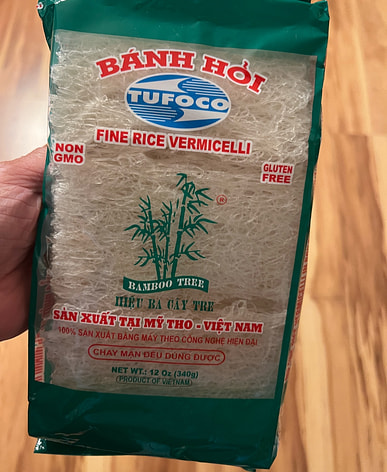 BÁNH HỎI
TUFOCO
FINE RICE VERMICELLI
NON
GMO
GLUTEN
FREE
®
BAMBOO TREE
HIỆU BA CÂY TRE
SẢN XUẤT TẠI MỸ THO - VIỆT NAM
100% SẢN XUẤT BẰNG MÁY THEO CÔNG NGHỆ HIỆN ĐẠI
CHAY MẶN ĐỀU DÙNG ĐƯỢC
NET WT.: 12 Oz (340g)
(PRODUCT OF VIETNAM)